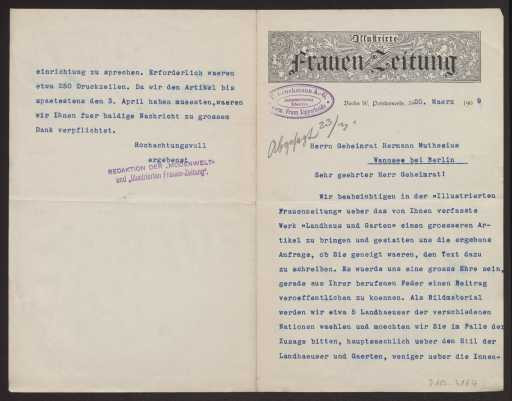 Illustrierte
Frauen-Zeitung
Berlin W, Potsdamerstr.
Maerz 190 9
Abgesagt 23/
Herrn Geheimrat Hermann Muthesius
Wannsee bei Berlin
Sehr geehrter Herr Geheimrat!
Wir beabsichtigen in der "Illustrierten
Frauenzeitung" ueber das von Ihnen verfasste
Werk "Landhaus und Garten" einen groesseren Ar-
tikel zu bringen und gestatten uns die ergebene
Anfrage, ob Sie geneigt waeren, den Text dazu
zu schreiben. Es wuerde uns eine grosse Ehre sein,
gerade aus Ihrer berufenen Feder einen Beitrag
veroeffentlichen zu koennen. Als Bildmaterial
werden wir etwa 5 Landhaeuser der verschiedenen
Nationen waehlen und moechten wir Sie im Falle der
Zusage bitten, hauptsaechlich ueber den Stil der
Landhaeuser und Gaerten, weniger ueber die Innen-
einrichtung zu sprechen. Erforderlich waeren
etwa 250 Druckzeilen. Da wir den Artikel bis
spaetestens den 3. April haben muessten, waeren
wir Ihnen fuer baldige Nachricht zu grossem
Dank verpflichtet.
Hochachtungsvoll
ergebenst
REDAKTION DER „MODENWELT"
und „Illustrierten Frauen-Zeitung".